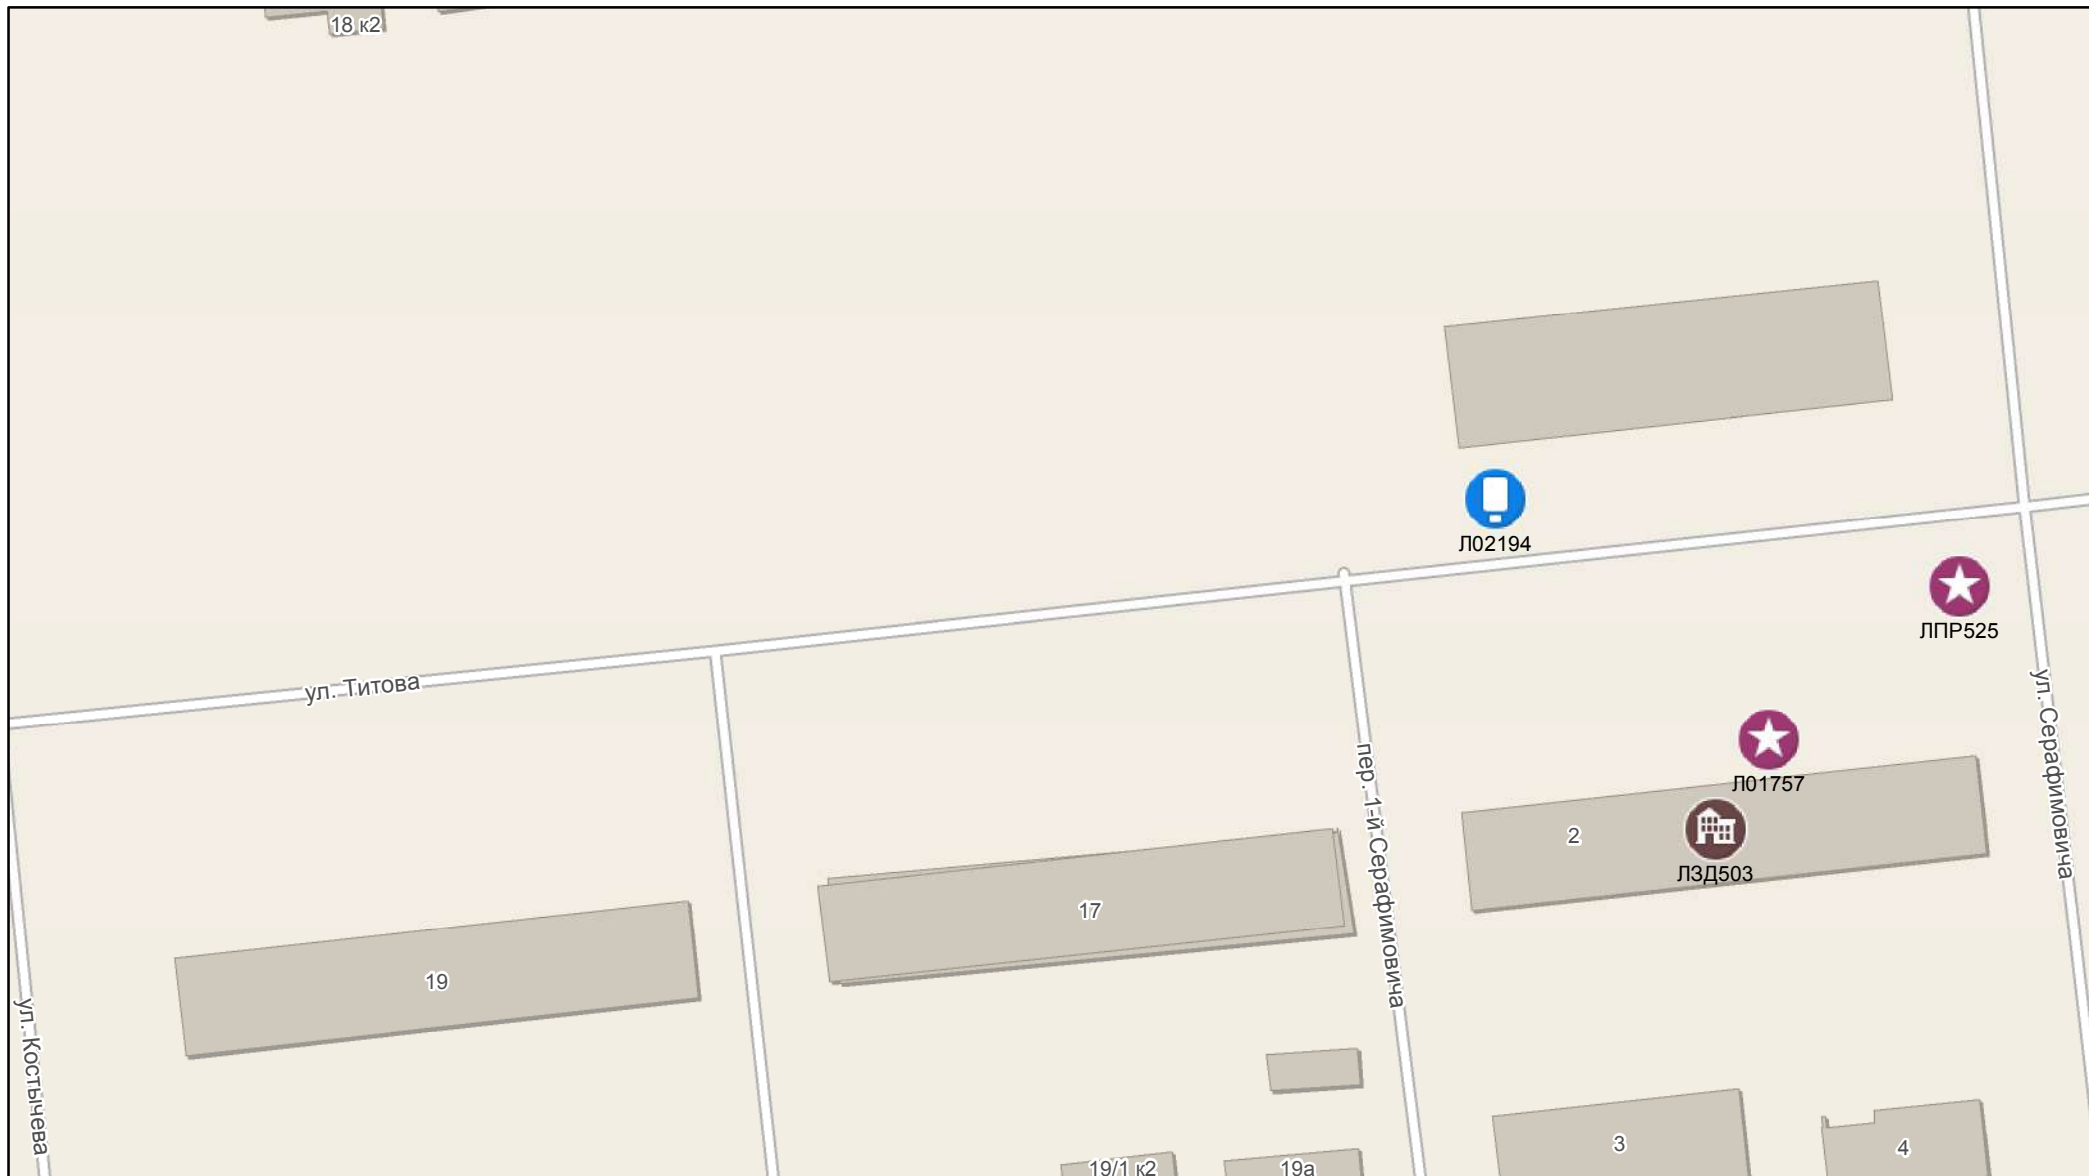 18 к2
Л02194
ЛПР525
ул. Титова
ул. Серафимовича
пер. 1-й Серафимовича
Л01757
2
ЛЗД503
17
19
ул. Костычева
3
4
19/1 к2
19а